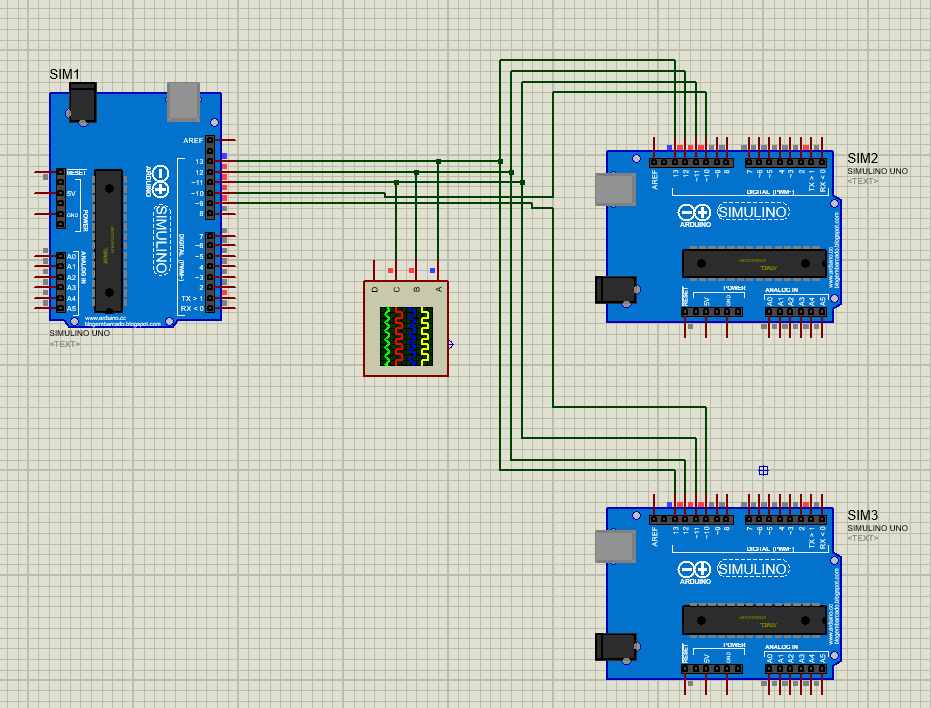 SIM1
AREF
13
12
~11
~10
~9
8
7
~6
~5
4
~3
2
TX > 1
RX < 0
RESET
5V
GND
POWER
A0
A1
A2
A3
A4
A5
ANALOG IN
ARDUINO
SIMULINO
DIGITAL (PWM~)
www.arduino.cc
blogembarcado.blogspot.com
SIMULINO UNO
<TEXT>
D C B A
SIM2
SIMULINO UNO
<TEXT>
AREF
13
12
~11
~10
~9
8
7
~6
~5
4
~3
2
TX > 1
RX < 0
DIGITAL (PWM~)
ARDUINO
SIMULINO
www.arduino.cc
blogembarcado.blogspot.com
RESET
5V
GND
POWER
ANALOG IN
A0
A1
A2
A3
A4
A5
SIM3
SIMULINO UNO
<TEXT>
AREF
13
12
~11
~10
~9
8
7
~6
~5
4
~3
2
TX > 1
RX < 0
DIGITAL (PWM~)
ARDUINO
SIMULINO
www.arduino.cc
blogembarcado.blogspot.com
RESET
5V
GND
POWER
ANALOG IN
A0
A1
A2
A3
A4
A5